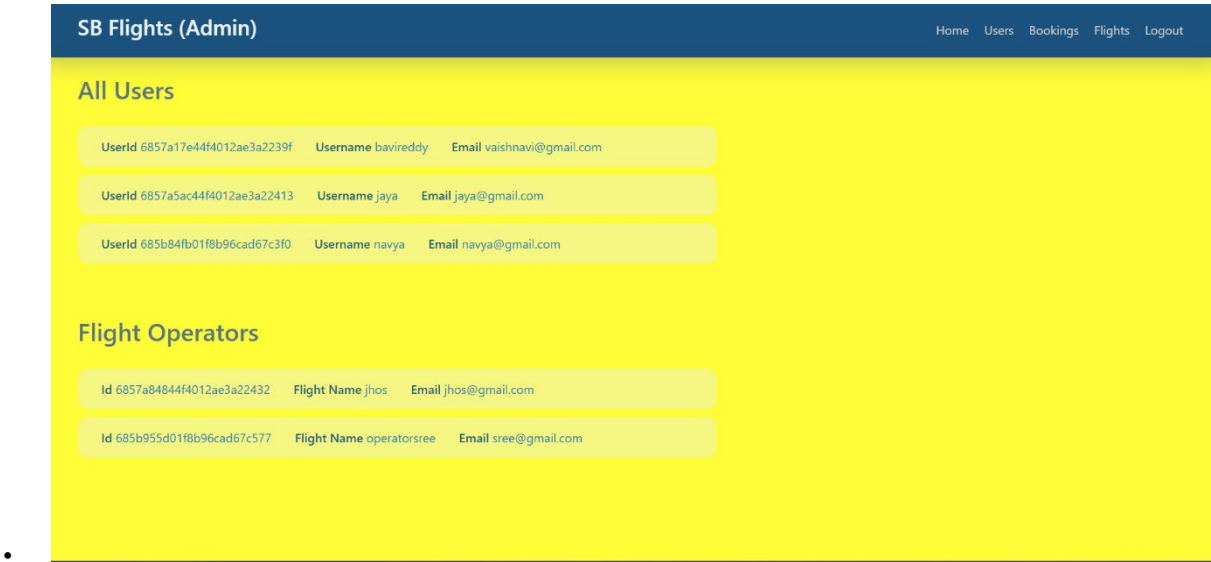 SB Flights (Admin)
Home Users Bookings Flights Logout
All Users
UserId 6857a17e44f4012ae3a2239f Username bavireddy Email vaishnavi@gmail.com
UserId 6857a5ac44f4012ae3a22413 Username jaya Email jaya@gmail.com
UserId 685b84fb01f8b96cad67c3f0 Username navya Email navya@gmail.com
Flight Operators
Id 6857a84844f4012ae3a22432 Flight Name jhos Email jhos@gmail.com
Id 685b955d01f8b96cad67c577 Flight Name operatorsree Email sree@gmail.com